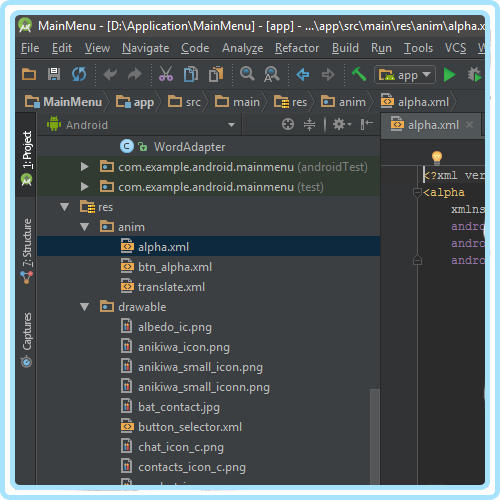 MainMenu - [D:\Application\MainMenu] - [app] - ...\app\src\main\res\anim\alpha.x
File Edit View Navigate Code Analyze Refactor Build Run Tools VCS
app
MainMenu app src main res anim alpha.xml
1: Project
7: Structure
Captures
Android
alpha.xml
WordAdapter
com.example.android.mainmenu (androidTest)
com.example.android.mainmenu (test)
res
anim
alpha.xml
btn_alpha.xml
translate.xml
drawable
albedo_ic.png
anikiwa_icon.png
anikiwa_small_icon.png
anikiwa_small_iconn.png
bat_contact.jpg
button_selector.xml
chat_icon_c.png
contacts_icon_c.png
<?xml ver
<alpha
xmlns
andro
andro
andro